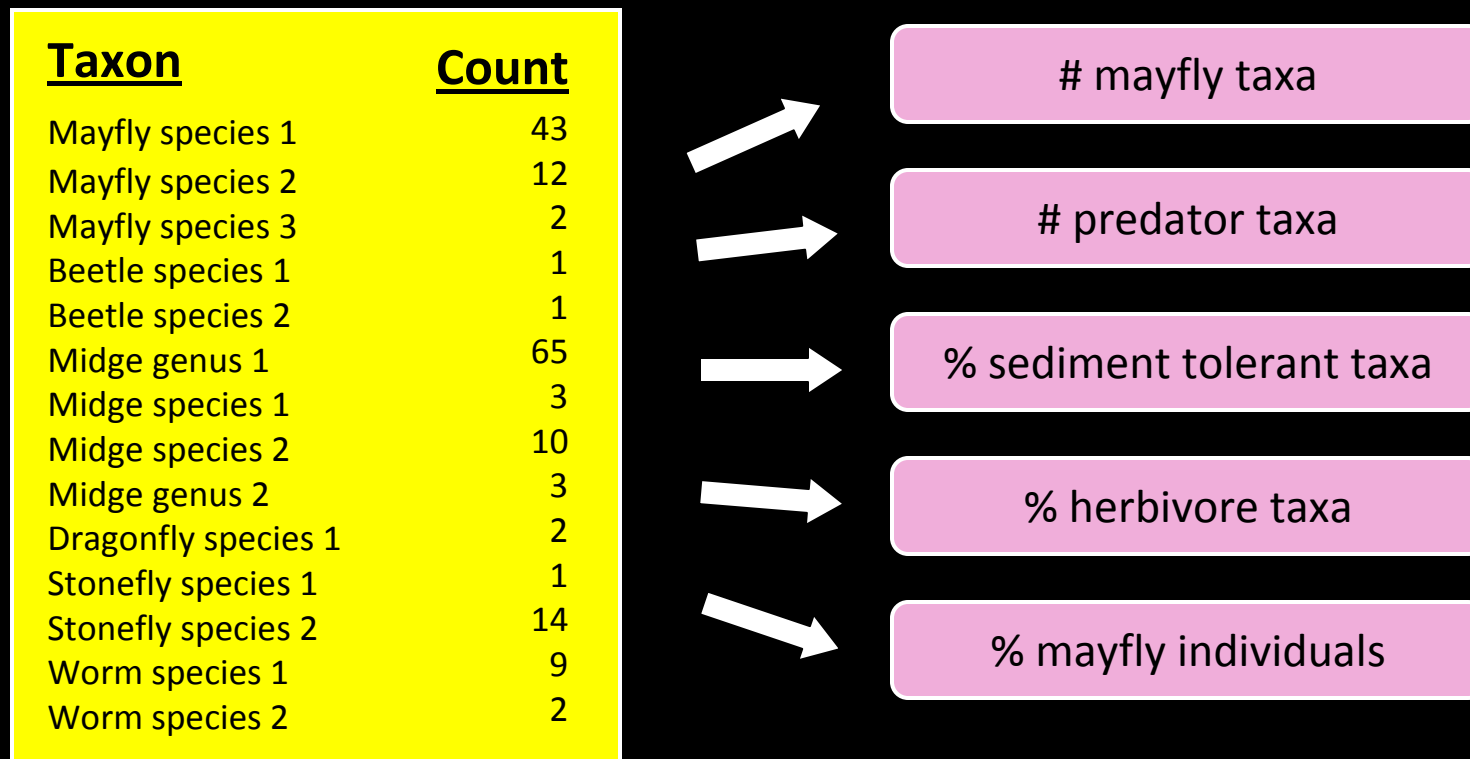 Taxon Count
Mayfly species 1 43
Mayfly species 2 12
Mayfly species 3 2
Beetle species 1 1
Beetle species 2 1
Midge genus 1 65
Midge species 1 3
Midge species 2 10
Midge genus 2 3
Dragonfly species 1 2
Stonefly species 1 1
Stonefly species 2 14
Worm species 1 9
Worm species 2 2
# mayfly taxa
# predator taxa
% sediment tolerant taxa
% herbivore taxa
% mayfly individuals